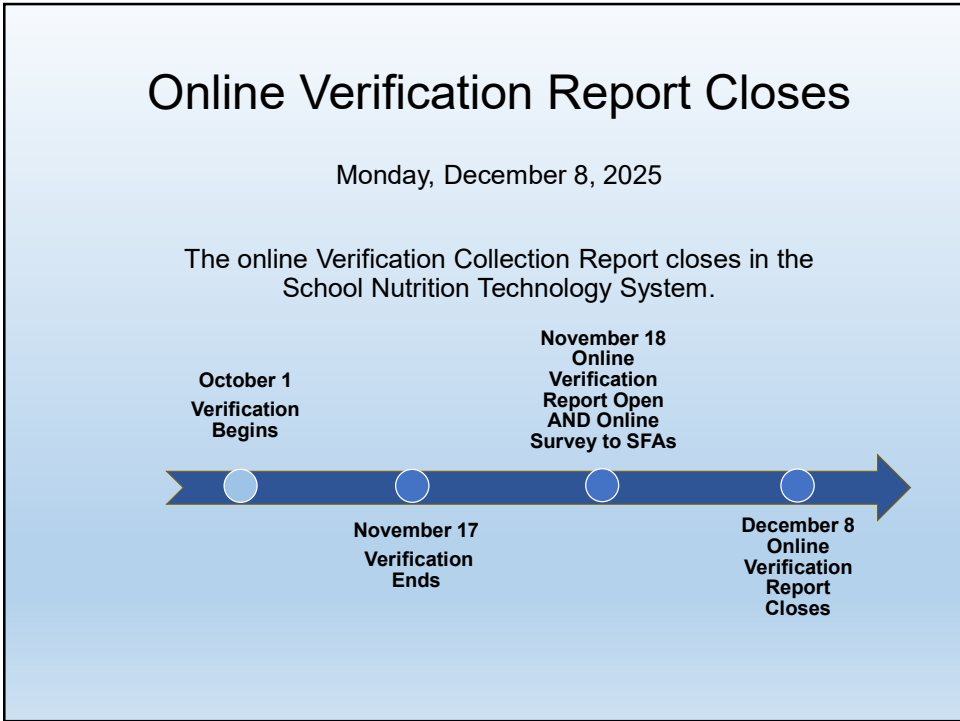 Online Verification Report Closes
Monday, December 8, 2025
The online Verification Collection Report closes in the
School Nutrition Technology System.
October 1
Verification
Begins
November 17
Verification
Ends
November 18
Online
Verification
Report Open
AND Online
Survey to SFAs
December 8
Online
Verification
Report
Closes